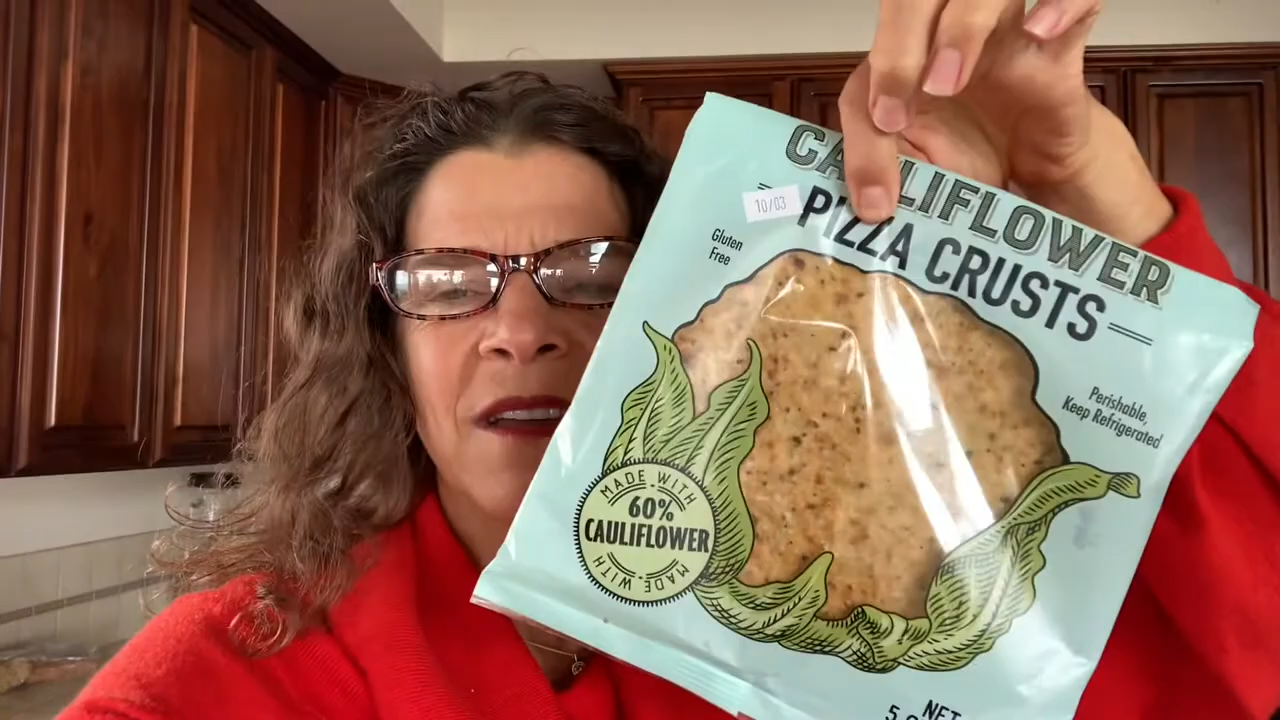 CAULIFLOWER
10/03
PIZZA CRUSTS
Gluten
Free
Perishable,
Keep Refrigerated
MADE WITH
60%
CAULIFLOWER
MADE WITH
NET